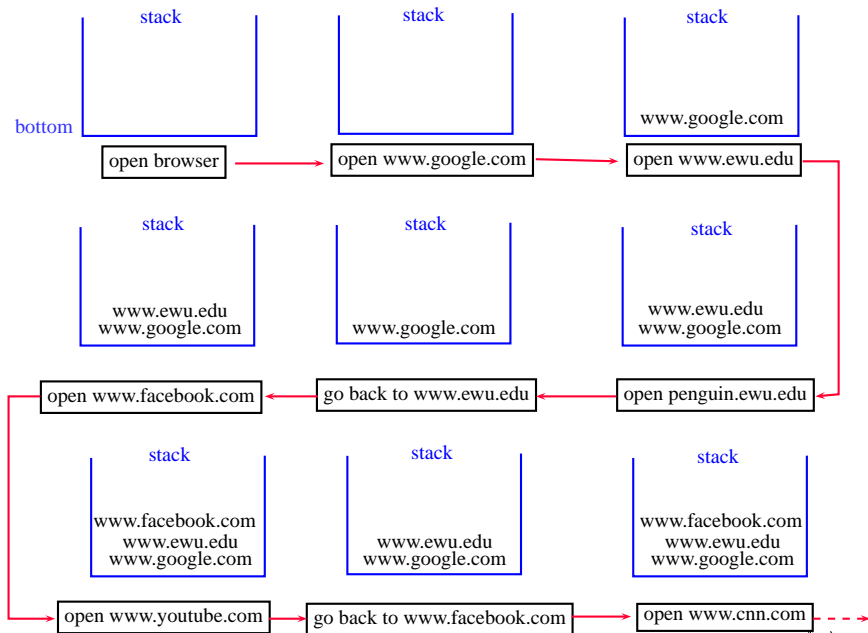 stack
stack
stack
bottom
www.google.com
open browser
open www.google.com
open www.ewu.edu
stack
stack
stack
www.ewu.edu
www.google.com
www.google.com
www.ewu.edu
www.google.com
open www.facebook.com
go back to www.ewu.edu
open penguin.ewu.edu
stack
stack
stack
www.facebook.com
www.ewu.edu
www.google.com
www.ewu.edu
www.google.com
www.facebook.com
www.ewu.edu
www.google.com
open www.youtube.com
go back to www.facebook.com
open www.cnn.com